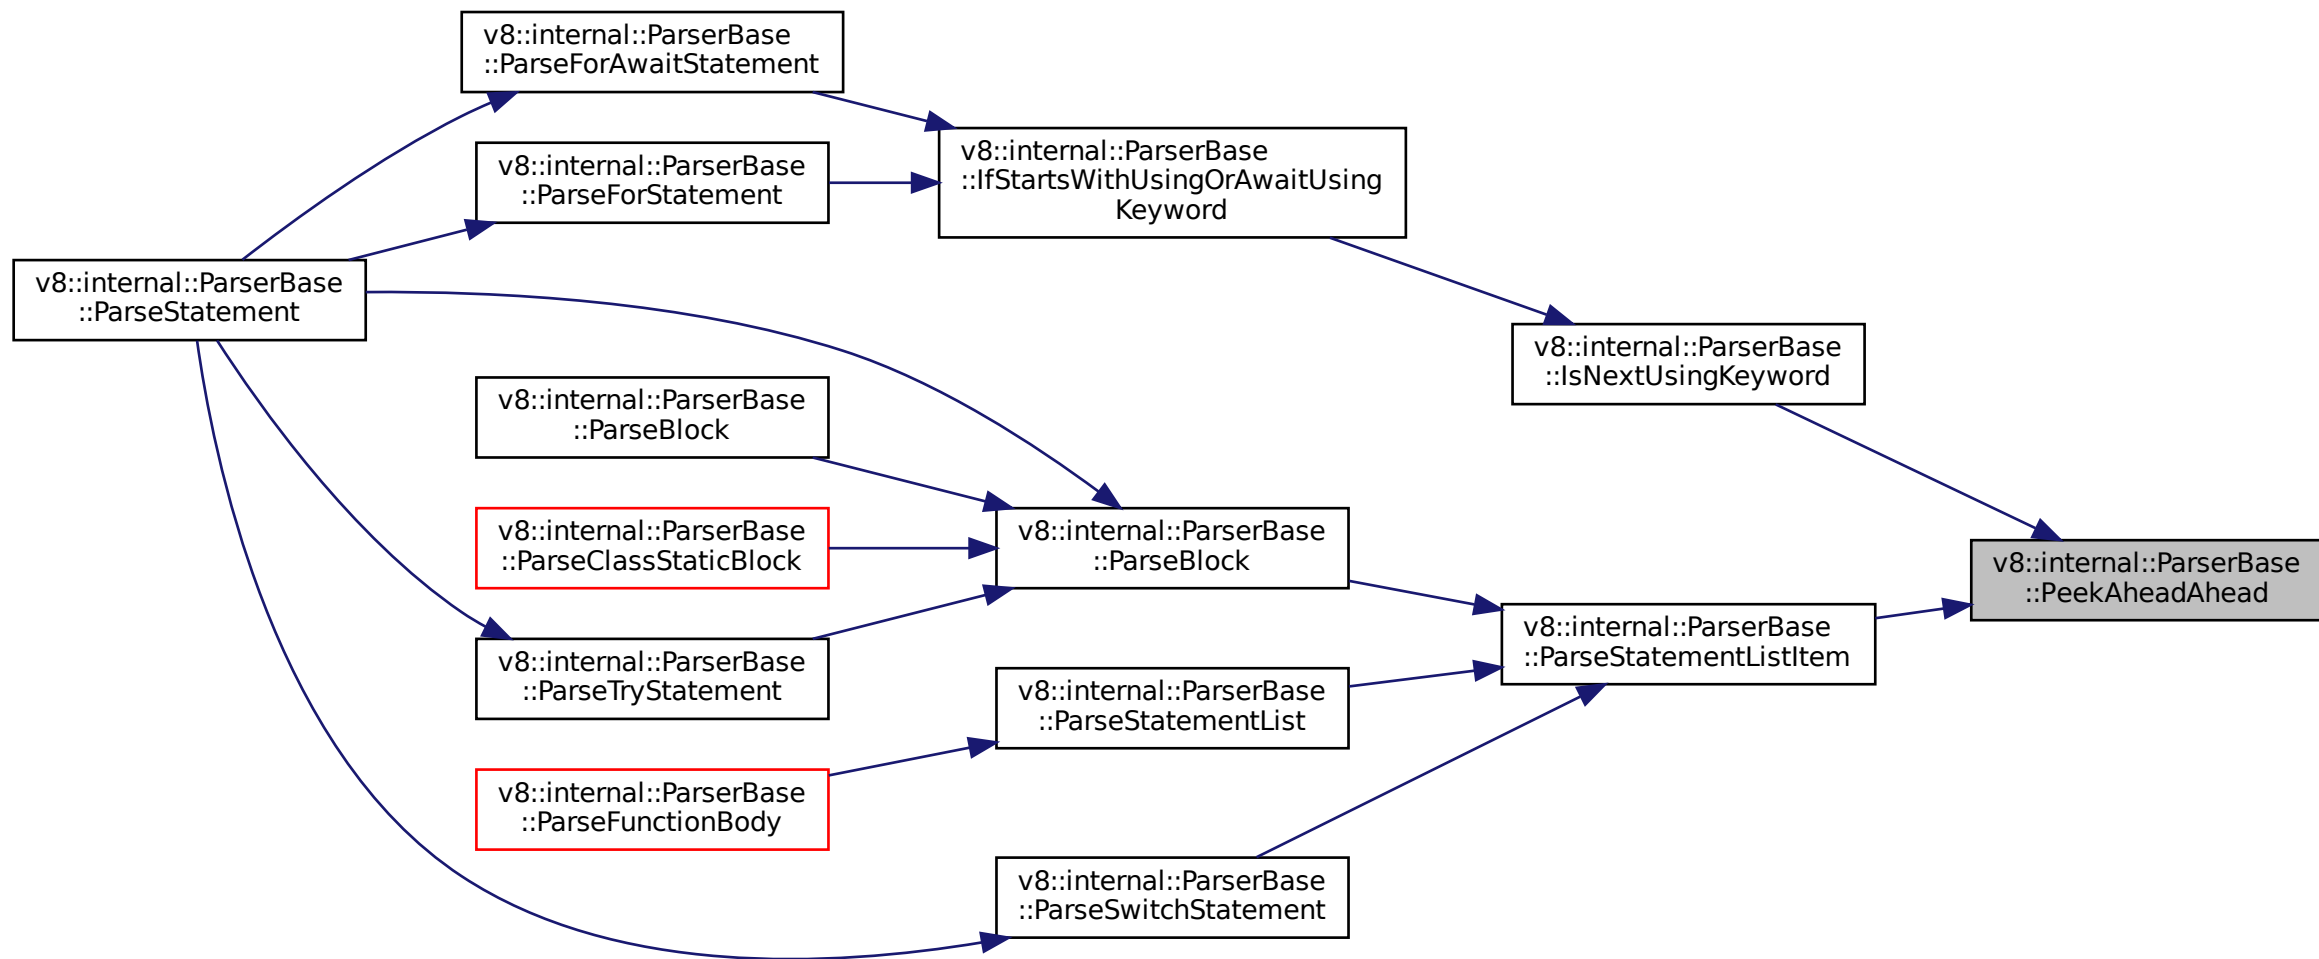 v8::internal::ParserBase
::ParseForAwaitStatement
v8::internal::ParserBase
::IfStartsWithUsingOrAwaitUsing
Keyword
v8::internal::ParserBase
::ParseForStatement
v8::internal::ParserBase
::ParseStatement
v8::internal::ParserBase
::IsNextUsingKeyword
v8::internal::ParserBase
::ParseBlock
v8::internal::ParserBase
::ParseClassStaticBlock
v8::internal::ParserBase
::ParseBlock
v8::internal::ParserBase
::PeekAheadAhead
v8::internal::ParserBase
::ParseStatementListItem
v8::internal::ParserBase
::ParseTryStatement
v8::internal::ParserBase
::ParseStatementList
v8::internal::ParserBase
::ParseFunctionBody
v8::internal::ParserBase
::ParseSwitchStatement